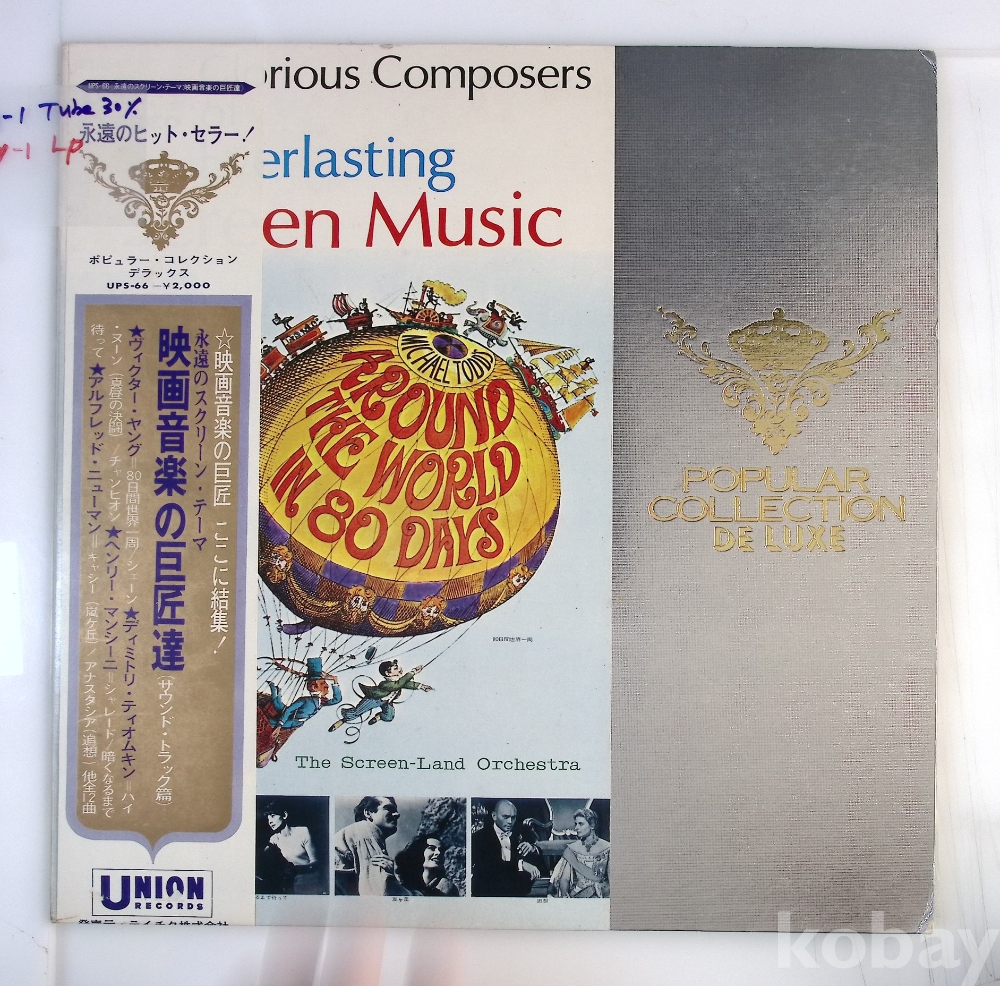 -1 Tube 30%
y-1 LP
UPS-66 永遠のスクリーン・テーマ/映画音楽の巨匠達
永遠のヒット・セラー!
ポピュラー・コレクション
デラックス
UPS-66 —¥2,000
☆映画音楽の巨匠 ここに結集!
永遠のスクリーン・テーマ
映画音楽の巨匠達(サウンド・トラック篇)
★ヴィクター・ヤング=80日間世界一周/シェーン ★ディミトリ・ティオムキン=ハイ
・ヌーン(真昼の決闘)/チャンピオン ★ヘンリー・マンシーニ=シャレード/暗くなるまで
待って ★アルフレッド・ニューマン=キャシー(嵐ヶ丘)/アナスタシア(追想)他全12曲
UNION
RECORDS
orious Composers
erlasting
en Music
MICHAEL TODD
AROUND
THE WORLD
IN 80 DAYS
80日間世界一周
The Screen-Land Orchestra
嵐ヶ丘
追想
POPULAR
COLLECTION
DE LUXE
kobay